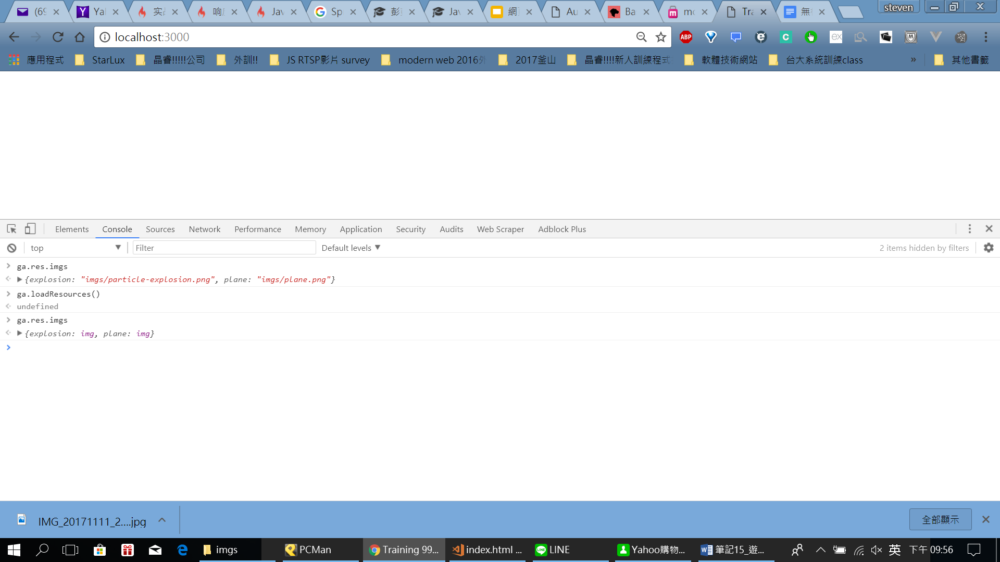 (69 Yal 实 响 Jav G Sp 彭 Jav 網 Au Ba mo Tra 無 steven
localhost:3000 ABP
應用程式 StarLux 晶睿!!!!!公司 外訓!! JS RTSP影片 survey modern web 2016外 2017釜山 晶睿!!!!新人訓練程式 軟體技術網站 台大系統訓練class » 其他書籤
Elements Console Sources Network Performance Memory Application Security Audits Web Scraper Adblock Plus
top Filter Default levels 2 items hidden by filters
ga.res.imgs
{explosion: "imgs/particle-explosion.png", plane: "imgs/plane.png"}
ga.loadResources()
undefined
ga.res.imgs
{explosion: img, plane: img}
IMG_20171111_2....jpg 全部顯示
imgs PCMan Training 99... index.html ... LINE Yahoo購物... 筆記15_遊... 英 下午 09:56